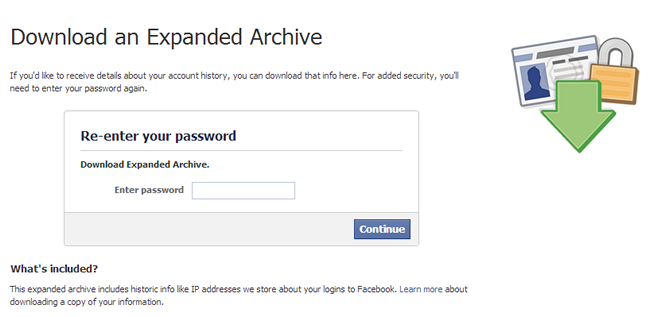 Download an Expanded Archive
If you'd like to receive details about your account history, you can download that info here. For added security, you'll
need to enter your password again.
Re-enter your password
Download Expanded Archive.
Enter password
Continue
What's included?
This expanded archive includes historic info like IP addresses we store about your logins to Facebook. Learn more about
downloading a copy of your information.